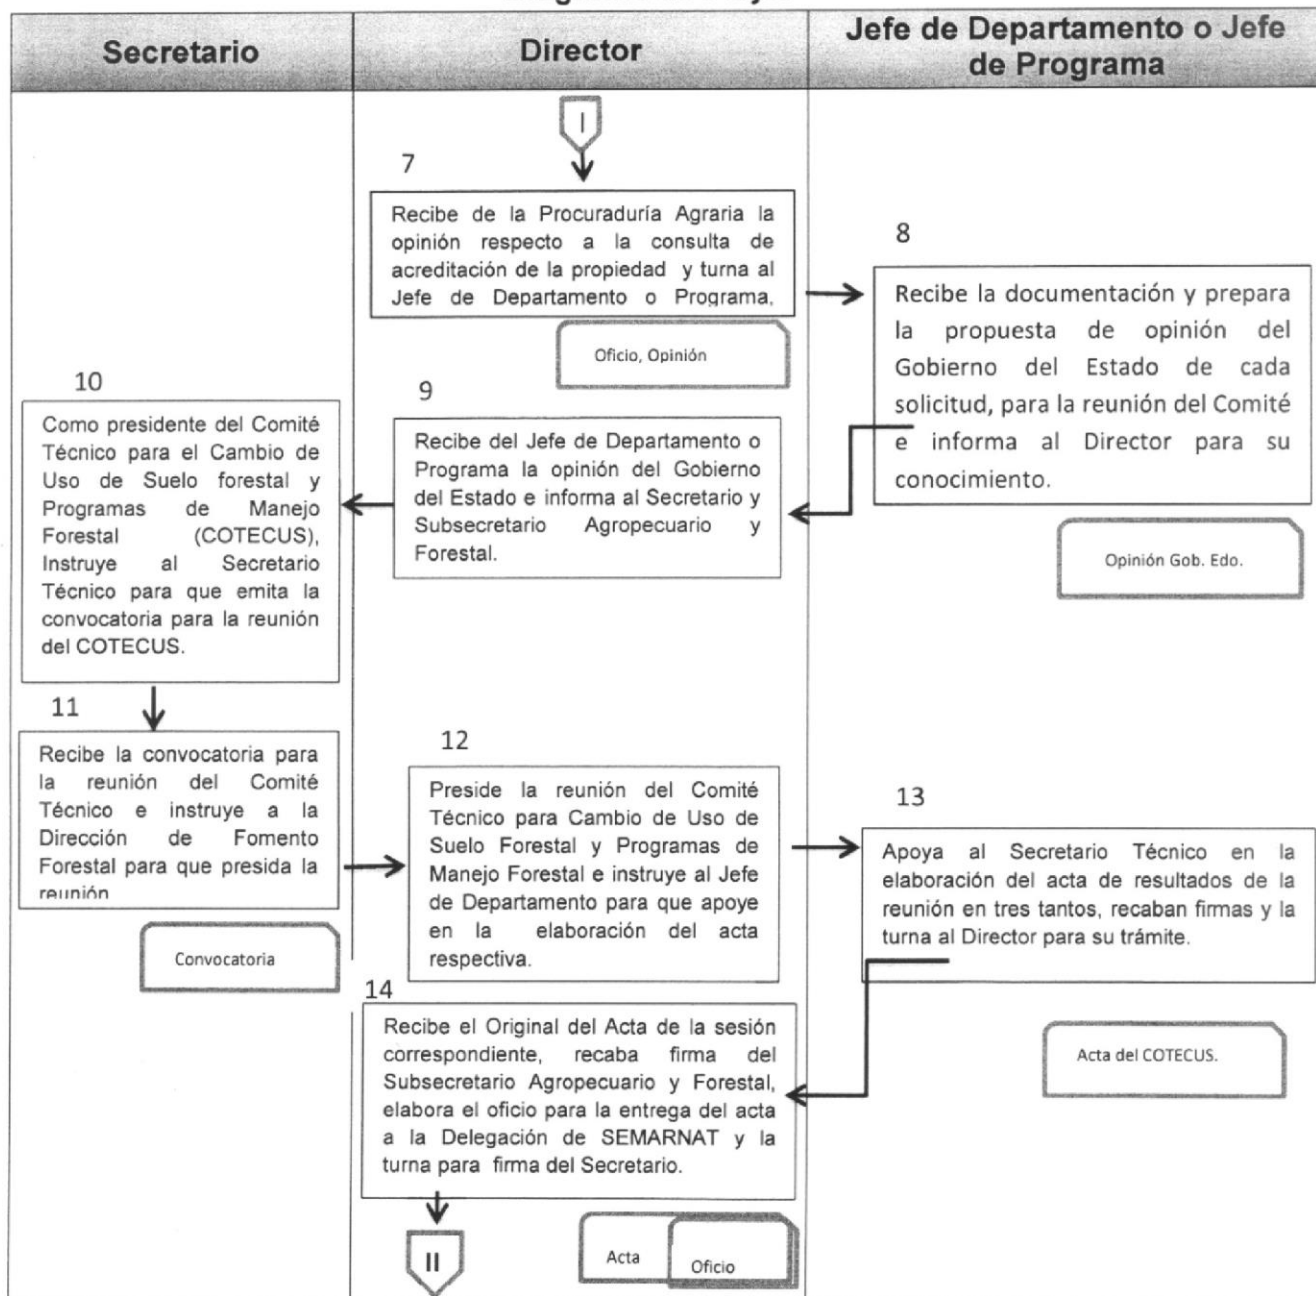 Secretario
Director
Jefe de Departamento o Jefe
de Programa
I
7
Recibe de la Procuraduría Agraria la
opinión respecto a la consulta de
acreditación de la propiedad y turna al
Jefe de Departamento o Programa,
Oficio, Opinión
8
Recibe la documentación y prepara
la propuesta de opinión del
Gobierno del Estado de cada
solicitud, para la reunión del Comité
e informa al Director para su
conocimiento.
Opinión Gob. Edo.
9
Recibe del Jefe de Departamento o
Programa la opinión del Gobierno
del Estado e informa al Secretario y
Subsecretario Agropecuario y
Forestal.
10
Como presidente del Comité
Técnico para el Cambio de
Uso de Suelo forestal y
Programas de Manejo
Forestal (COTECUS),
Instruye al Secretario
Técnico para que emita la
convocatoria para la reunión
del COTECUS.
11
Recibe la convocatoria para
la reunión del Comité
Técnico e instruye a la
Dirección de Fomento
Forestal para que presida la
reunión
Convocatoria
12
Preside la reunión del Comité
Técnico para Cambio de Uso de
Suelo Forestal y Programas de
Manejo Forestal e instruye al Jefe
de Departamento para que apoye
en la elaboración del acta
respectiva.
13
Apoya al Secretario Técnico en la
elaboración del acta de resultados de la
reunión en tres tantos, recaban firmas y la
turna al Director para su trámite.
Acta del COTECUS.
14
Recibe el Original del Acta de la sesión
correspondiente, recaba firma del
Subsecretario Agropecuario y Forestal,
elabora el oficio para la entrega del acta
a la Delegación de SEMARNAT y la
turna para firma del Secretario.
Acta
Oficio
II